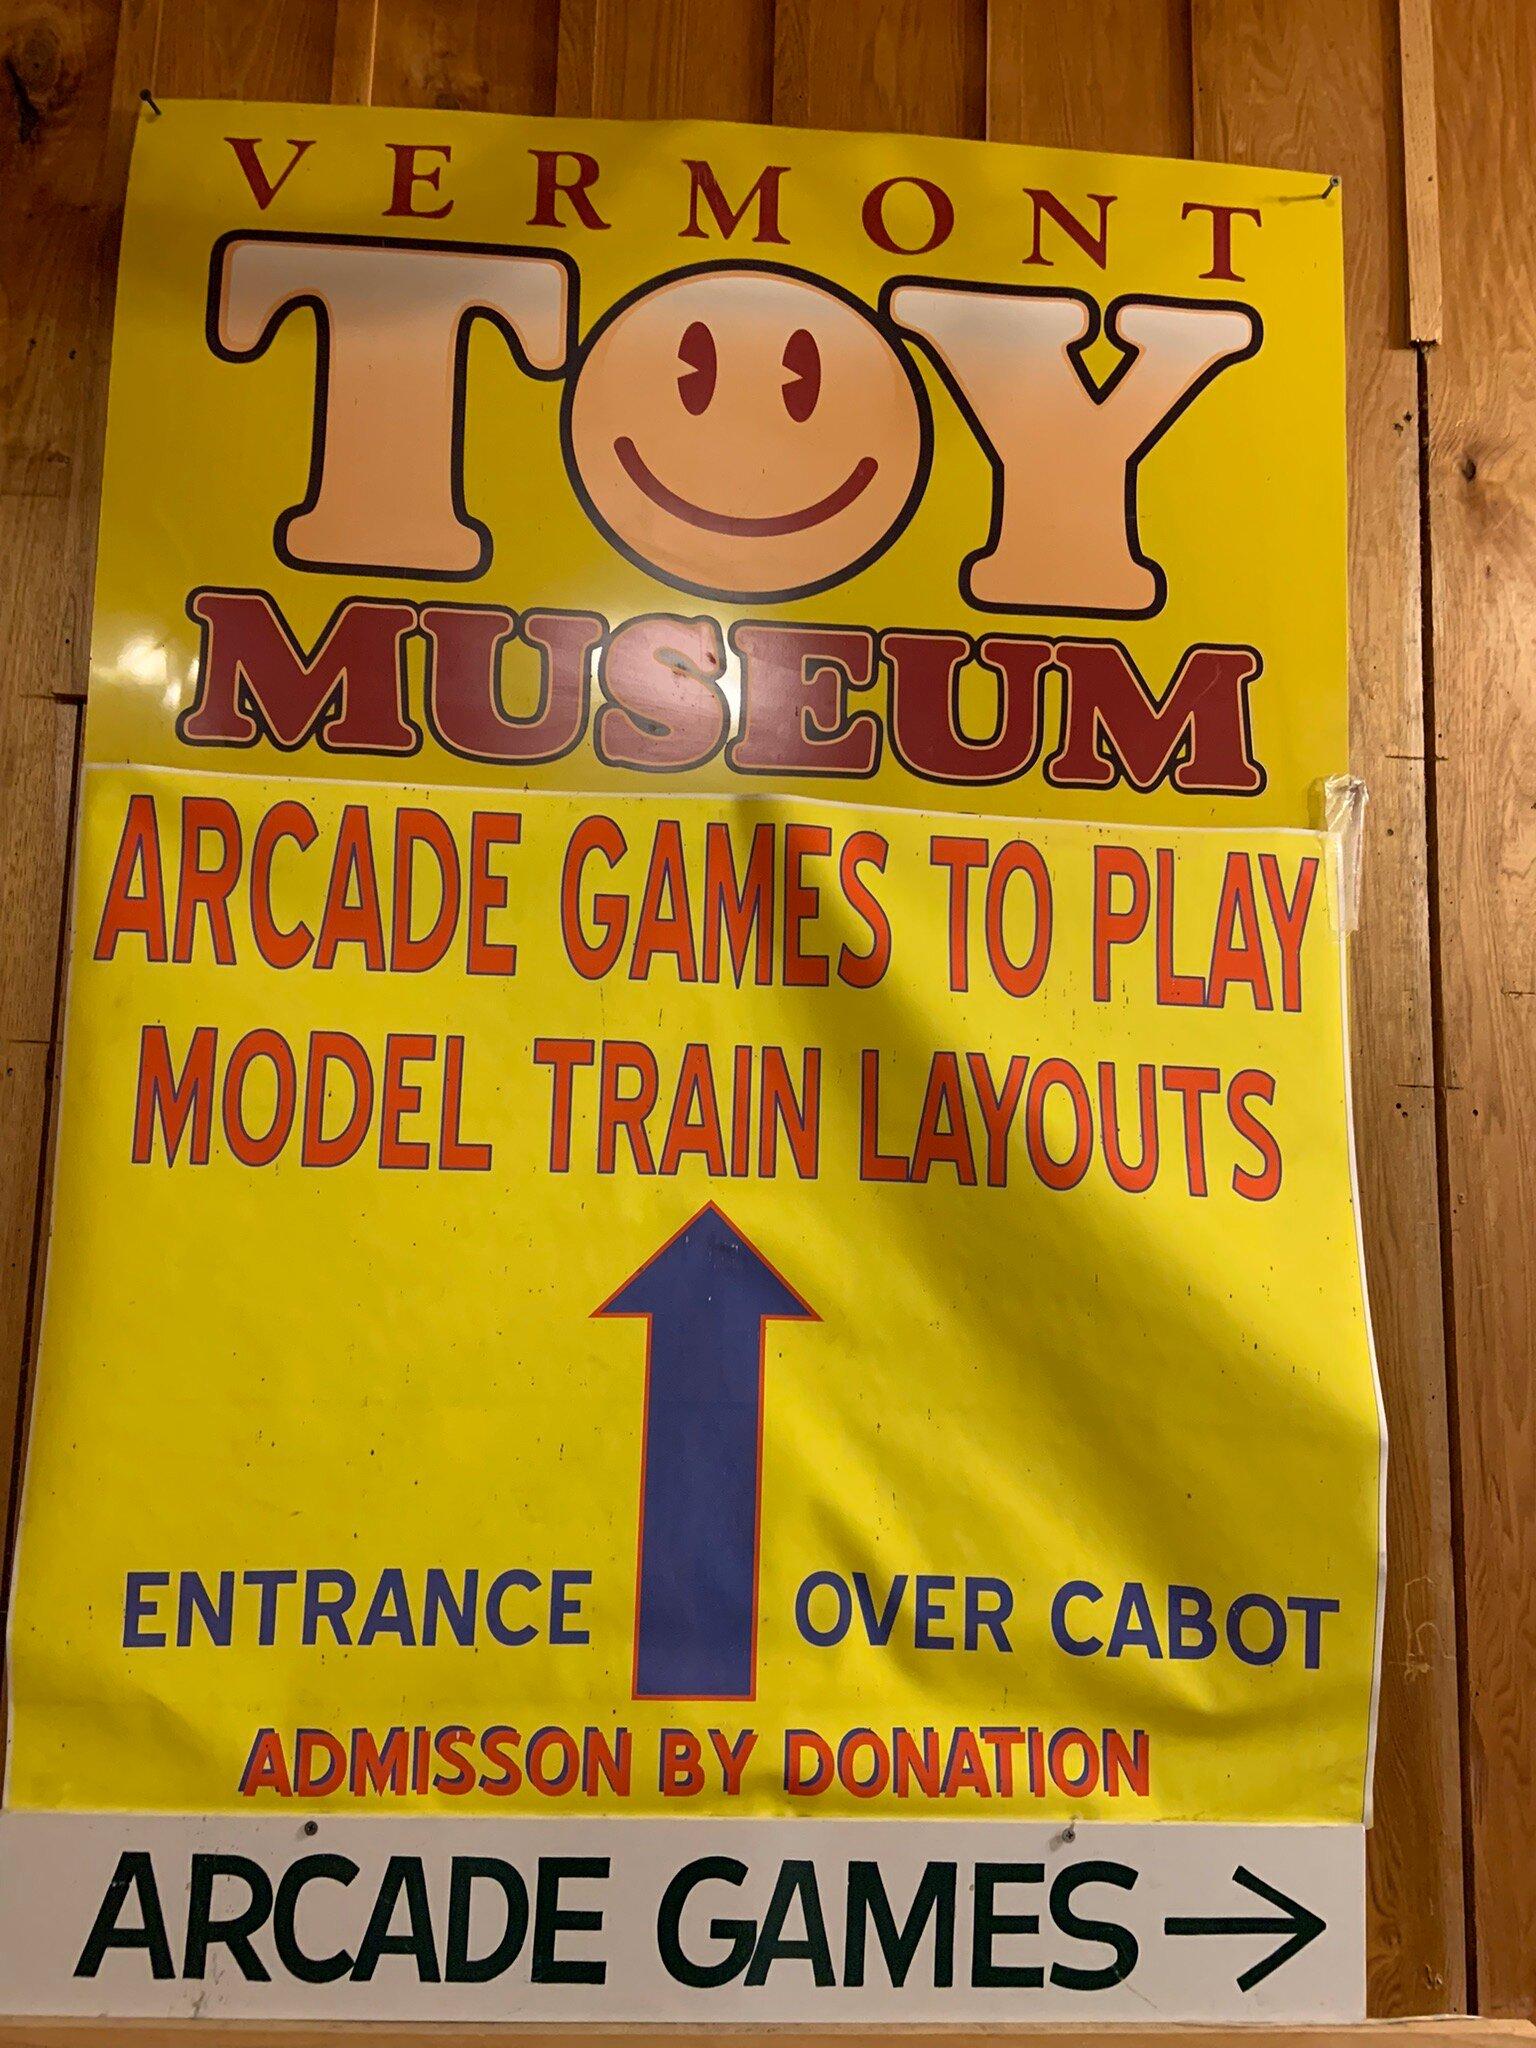 VERMONT
TOY
MUSEUM
ARCADE GAMES TO PLAY
MODEL TRAIN LAYOUTS
ENTRANCE OVER CABOT
ADMISSON BY DONATION
ARCADE GAMES →